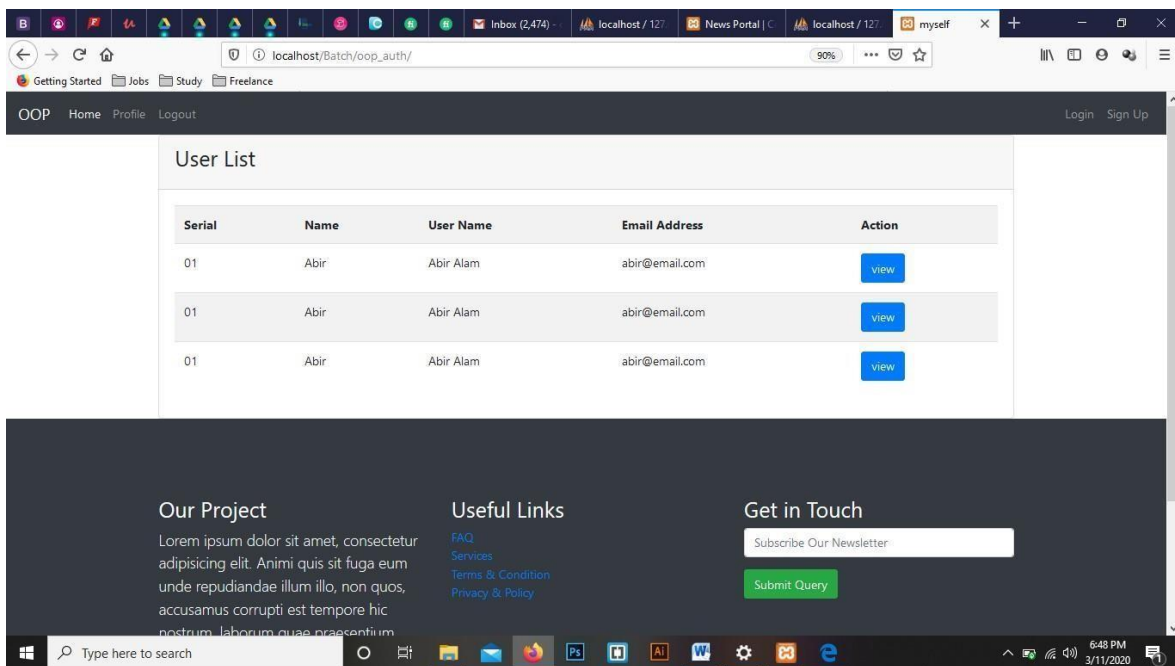 Inbox (2,474) -
localhost / 127.
News Portal | C
localhost / 127.
myself
localhost/Batch/oop_auth/
90%
Getting Started Jobs Study Freelance
OOP Home Profile Logout Login Sign Up
User List
Serial Name User Name Email Address Action
01 Abir Abir Alam abir@email.com view
01 Abir Abir Alam abir@email.com view
01 Abir Abir Alam abir@email.com view
Our Project
Lorem ipsum dolor sit amet, consectetur
adipisicing elit. Animi quis sit fuga eum
unde repudiandae illum illo, non quos,
accusamus corrupti est tempore hic
nostrum, laborum quae praesentium
Useful Links
FAQ
Services
Terms & Condition
Privacy & Policy
Get in Touch
Subscribe Our Newsletter
Submit Query
Type here to search
6:48 PM
3/11/2020